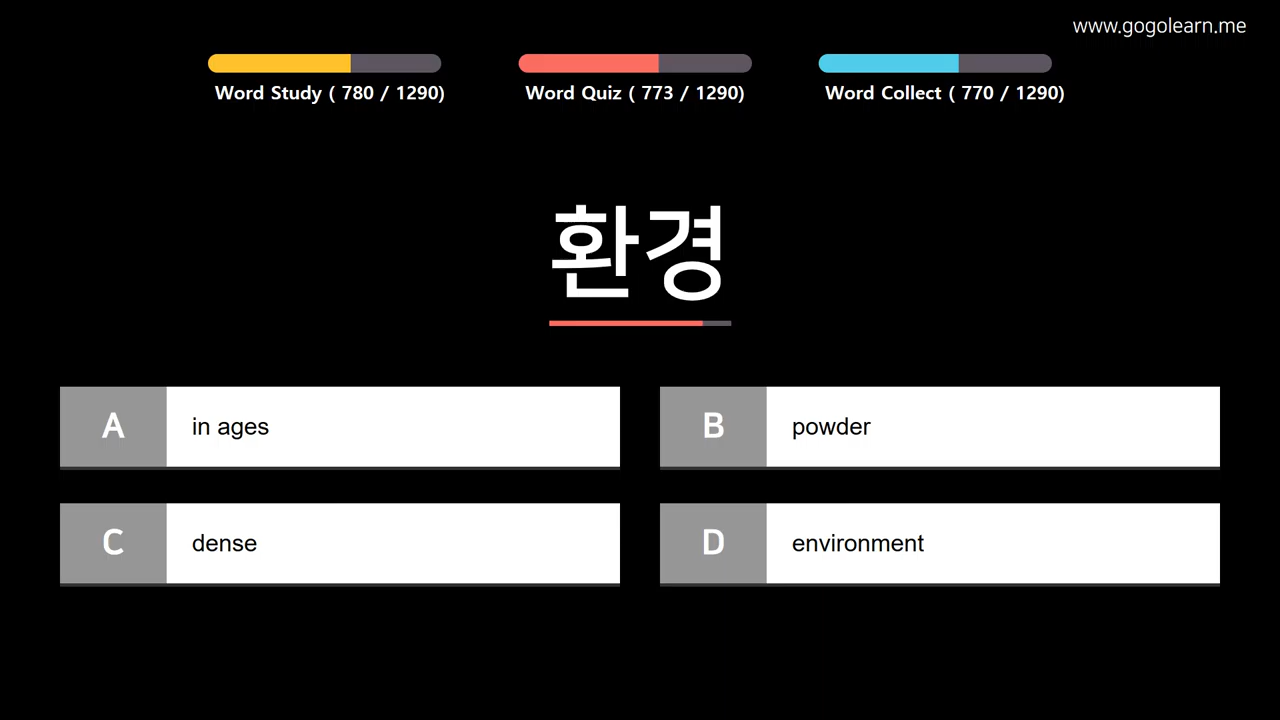 www.gogolearn.me
Word Study ( 780 / 1290)
Word Quiz ( 773 / 1290)
Word Collect ( 770 / 1290)
환경
A in ages
B powder
C dense
D environment